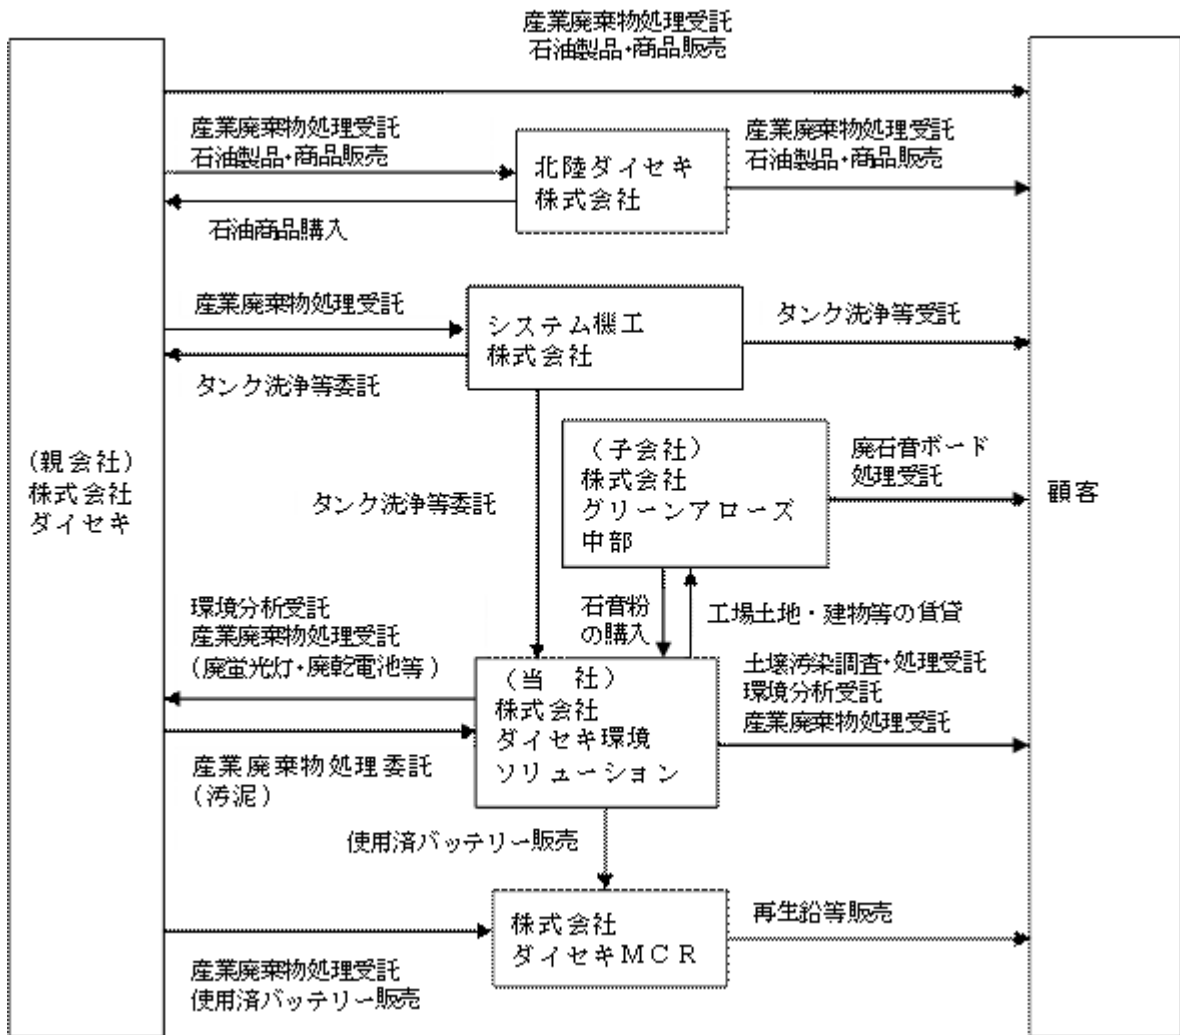 産業廃棄物処理受託
石油製品・商品販売
産業廃棄物処理受託
石油製品・商品販売
北陸ダイセキ
株式会社
産業廃棄物処理受託
石油製品・商品販売
石油商品購入
産業廃棄物処理受託
システム機工
株式会社
タンク洗浄等受託
タンク洗浄等委託
(親会社)
株式会社
ダイセキ
タンク洗浄等委託
(子会社)
株式会社
グリーンアローズ
中部
廃石膏ボード
処理受託
顧客
石膏粉
の購入
工場土地・建物等の賃貸
環境分析受託
産業廃棄物処理受託
(廃蛍光灯・廃乾電池等)
(当 社)
株式会社
ダイセキ環境
ソリューション
土壌汚染調査・処理受託
環境分析受託
産業廃棄物処理受託
産業廃棄物処理委託
(汚泥)
使用済バッテリー販売
株式会社
ダイセキMCR
再生鉛等販売
産業廃棄物処理受託
使用済バッテリー販売